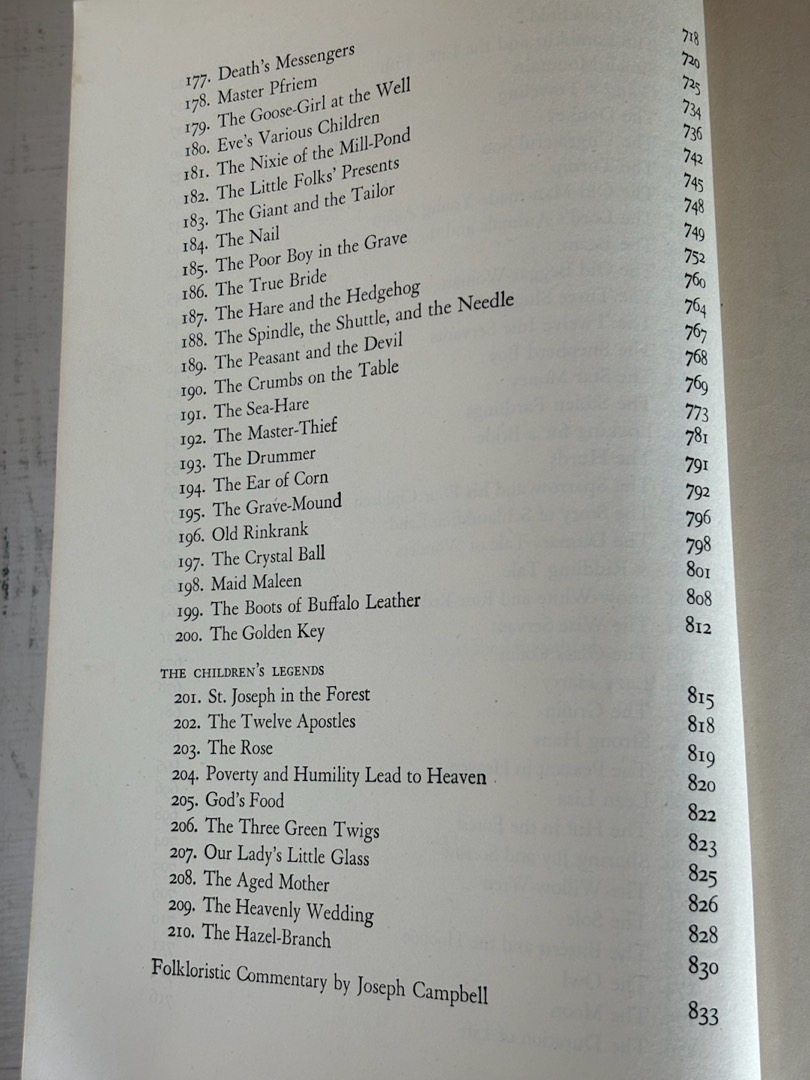 177. Death's Messengers 718
178. Master Pfriem 720
179. The Goose-Girl at the Well 725
180. Eve's Various Children 734
181. The Nixie of the Mill-Pond 736
182. The Little Folks' Presents 742
183. The Giant and the Tailor 745
184. The Nail 748
185. The Poor Boy in the Grave 749
186. The True Bride 752
187. The Hare and the Hedgehog 760
188. The Spindle, the Shuttle, and the Needle 764
189. The Peasant and the Devil 767
190. The Crumbs on the Table 768
191. The Sea-Hare 769
192. The Master-Thief 773
193. The Drummer 781
194. The Ear of Corn 791
195. The Grave-Mound 792
196. Old Rinkrank 796
197. The Crystal Ball 798
198. Maid Maleen 801
199. The Boots of Buffalo Leather 808
200. The Golden Key 812
THE CHILDREN'S LEGENDS
201. St. Joseph in the Forest 815
202. The Twelve Apostles 818
203. The Rose 819
204. Poverty and Humility Lead to Heaven 820
205. God's Food 822
206. The Three Green Twigs 823
207. Our Lady's Little Glass 825
208. The Aged Mother 826
209. The Heavenly Wedding 828
210. The Hazel-Branch 830
Folkloristic Commentary by Joseph Campbell 833